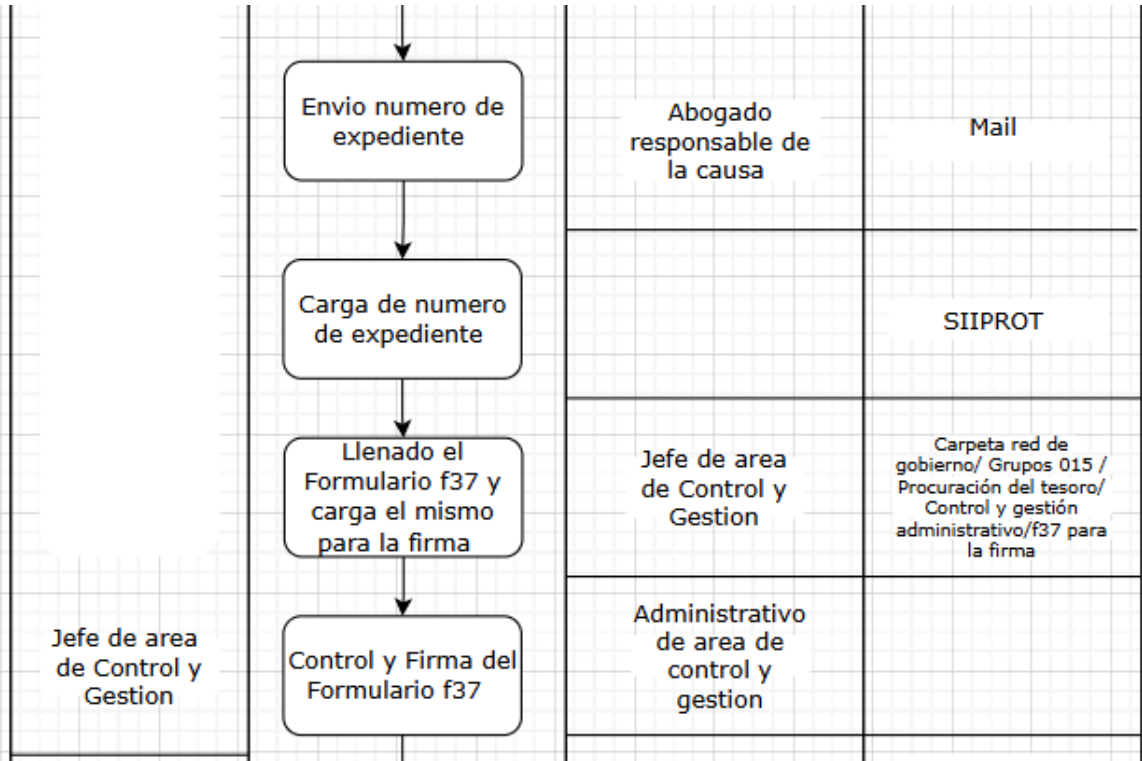 Envio numero de
expediente
Abogado
responsable de
la causa
Mail
Carga de numero
de expediente
SIIPROT
Llenado el
Formulario f37 y
carga el mismo
para la firma
Jefe de area
de Control y
Gestion
Carpeta red de
gobierno/ Grupos 015 /
Procuración del tesoro/
Control y gestión
administrativo/f37 para
la firma
Jefe de area
de Control y
Gestion
Control y Firma del
Formulario f37
Administrativo
de area de
control y
gestion